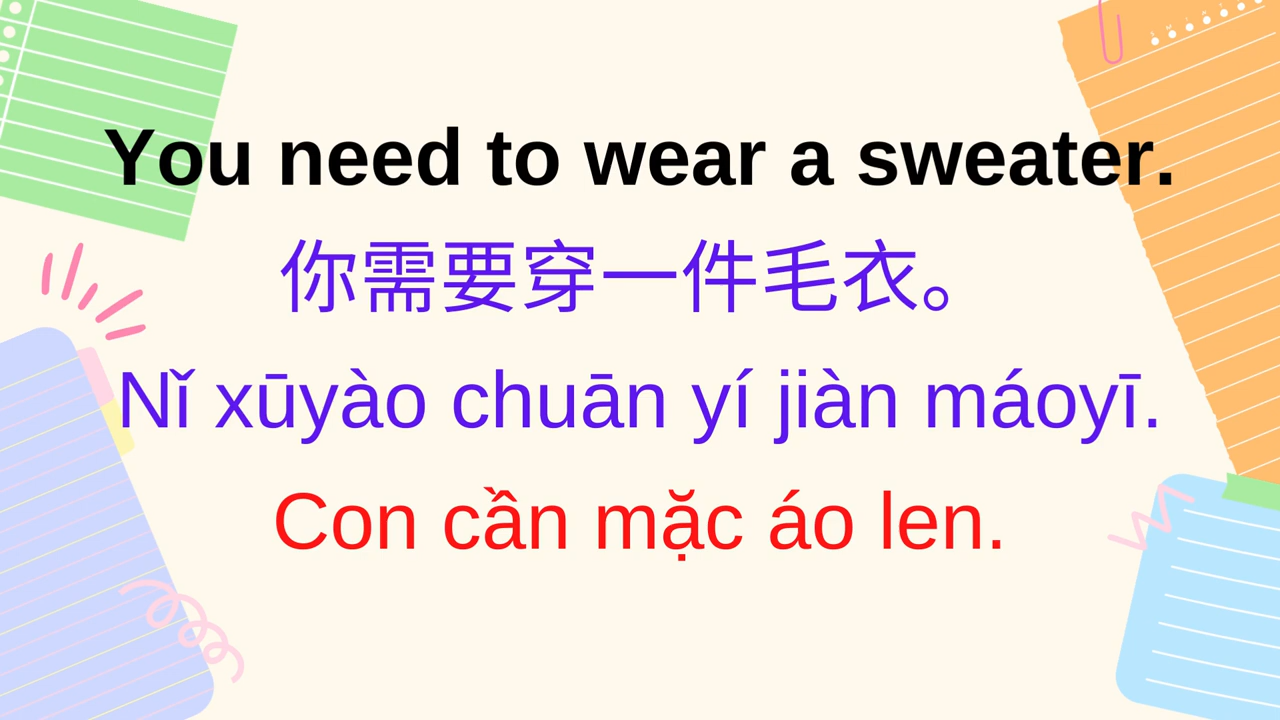 You need to wear a sweater.
你需要穿一件毛衣。
Nǐ xūyào chuān yí jiàn máoyī.
Con cần mặc áo len.